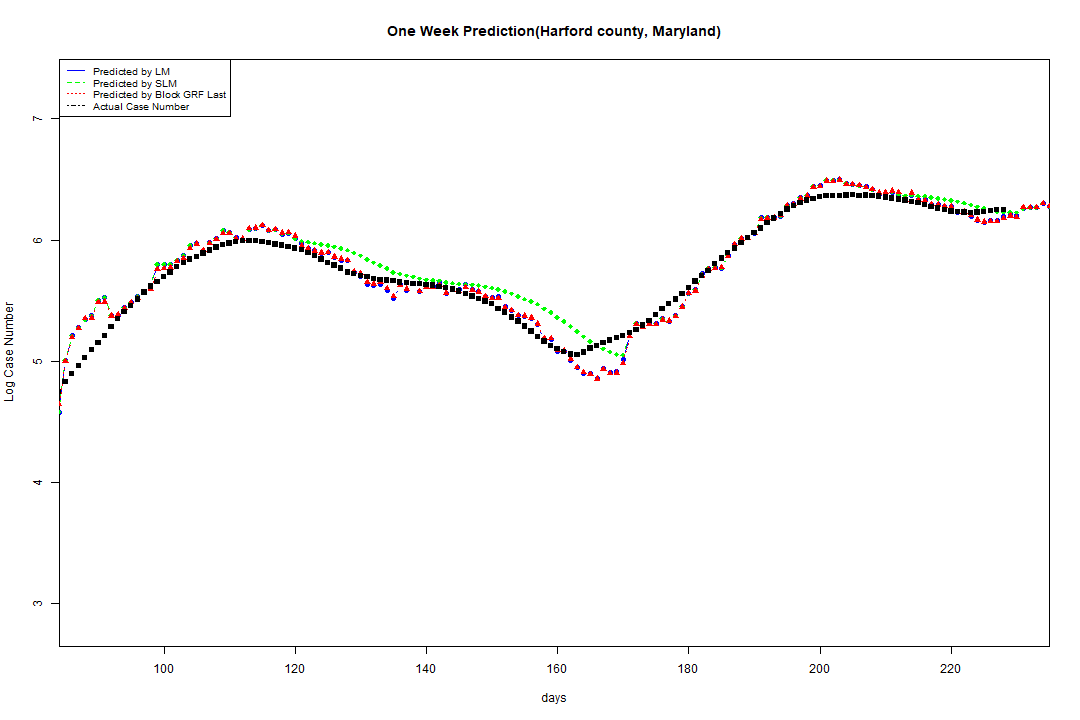 One Week Prediction(Harford county, Maryland)
Predicted by LM
Predicted by SLM
Predicted by Block GRF Last
Actual Case Number
7
6
5
4
3
Log Case Number
100 120 140 160 180 200 220
days